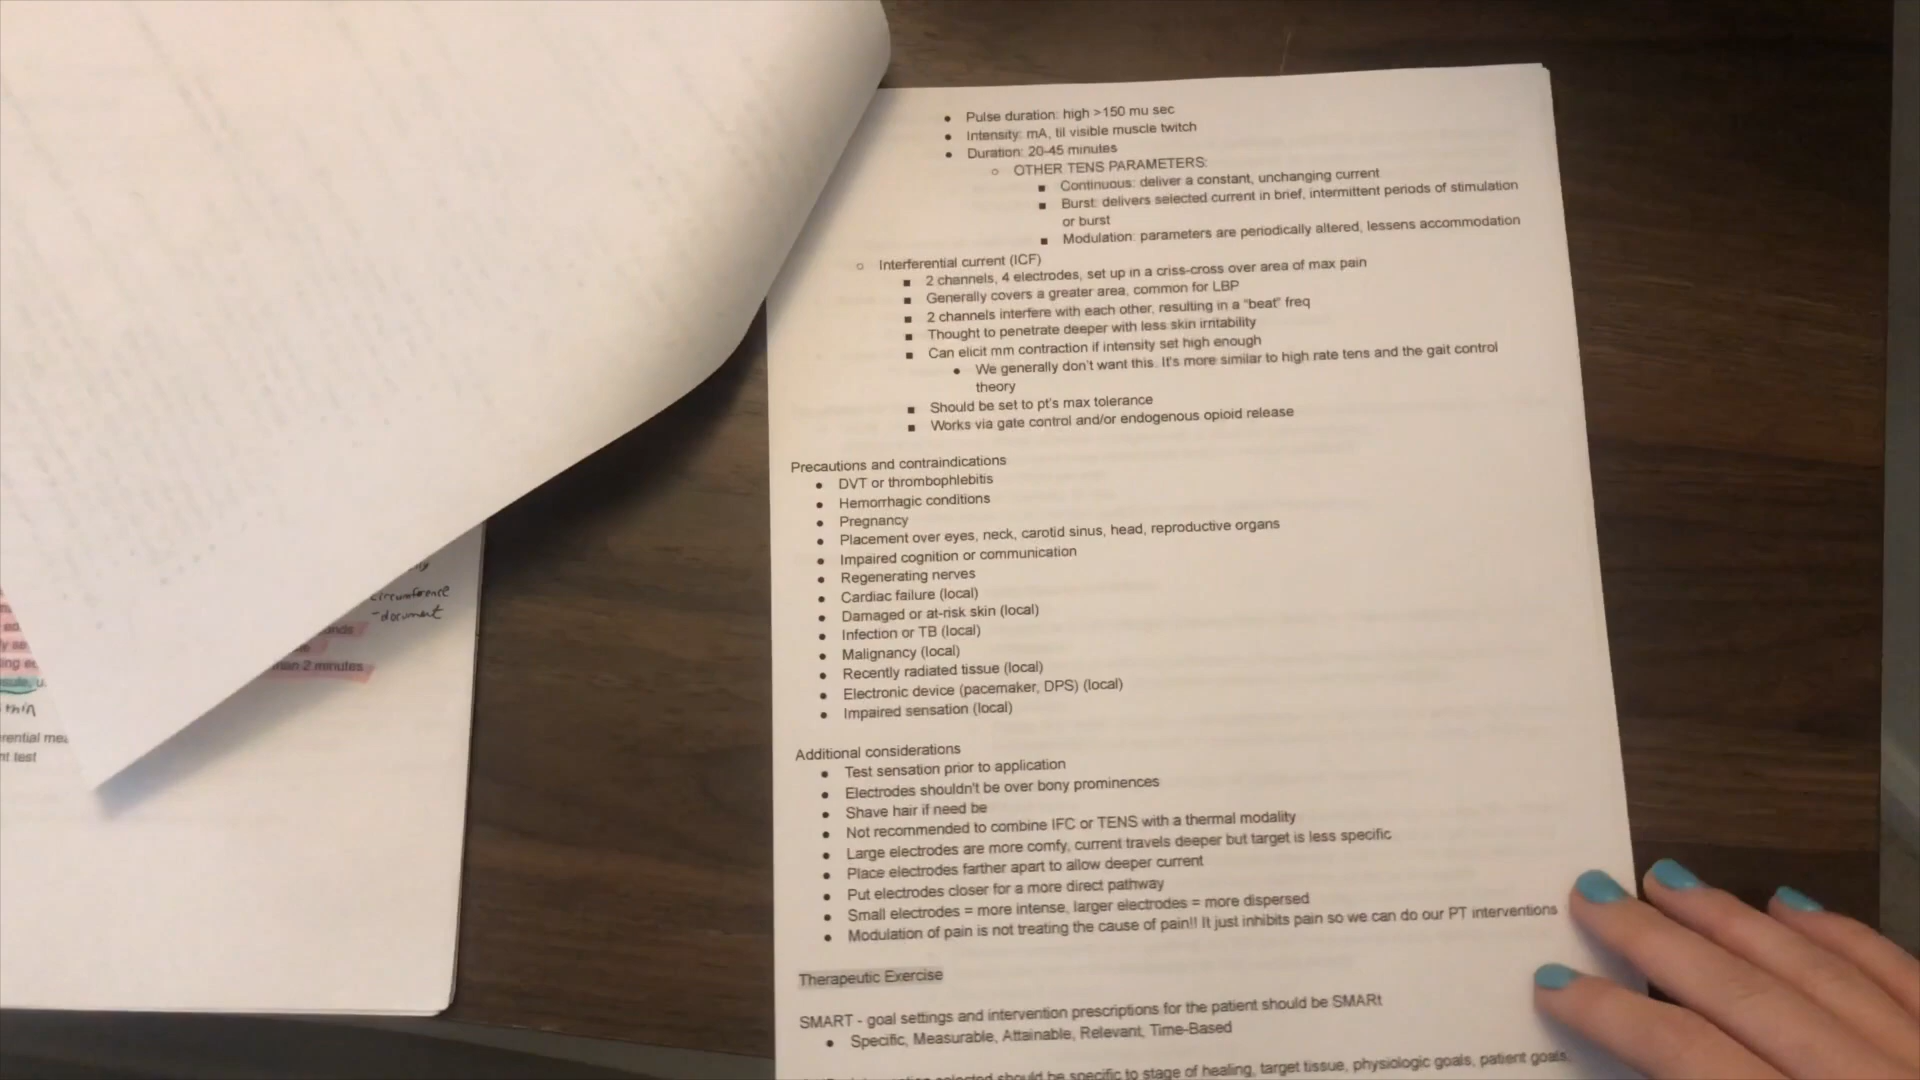 ● Pulse duration: high >150 mu sec
● Intensity: mA, til visible muscle twitch
● Duration: 20-45 minutes
○ OTHER TENS PARAMETERS:
■ Continuous: deliver a constant, unchanging current
■ Burst: delivers selected current in brief, intermittent periods of stimulation
or burst
■ Modulation: parameters are periodically altered, lessens accommodation
○ Interferential current (ICF)
■ 2 channels, 4 electrodes, set up in a criss-cross over area of max pain
■ Generally covers a greater area, common for LBP
■ 2 channels interfere with each other, resulting in a "beat" freq
■ Thought to penetrate deeper with less skin irritability
■ Can elicit mm contraction if intensity set high enough
● We generally don't want this. It's more similar to high rate tens and the gait control
theory
■ Should be set to pt's max tolerance
■ Works via gate control and/or endogenous opioid release
Precautions and contraindications
● DVT or thrombophlebitis
● Hemorrhagic conditions
● Pregnancy
● Placement over eyes, neck, carotid sinus, head, reproductive organs
● Impaired cognition or communication
● Regenerating nerves
● Cardiac failure (local)
● Damaged or at-risk skin (local)
● Infection or TB (local)
● Malignancy (local)
● Recently radiated tissue (local)
● Electronic device (pacemaker, DPS) (local)
● Impaired sensation (local)
Additional considerations
● Test sensation prior to application
● Electrodes shouldn't be over bony prominences
● Shave hair if need be
● Not recommended to combine IFC or TENS with a thermal modality
● Large electrodes are more comfy, current travels deeper but target is less specific
● Place electrodes farther apart to allow deeper current
● Put electrodes closer for a more direct pathway
● Small electrodes = more intense, larger electrodes = more dispersed
● Modulation of pain is not treating the cause of pain!! It just inhibits pain so we can do our PT interventions
Therapeutic Exercise
SMART - goal settings and intervention prescriptions for the patient should be SMARt
● Specific, Measurable, Attainable, Relevant, Time-Based
should be specific to stage of healing, target tissue, physiologic goals, patient goals.
circumference
-document
2 minutes
thin
test